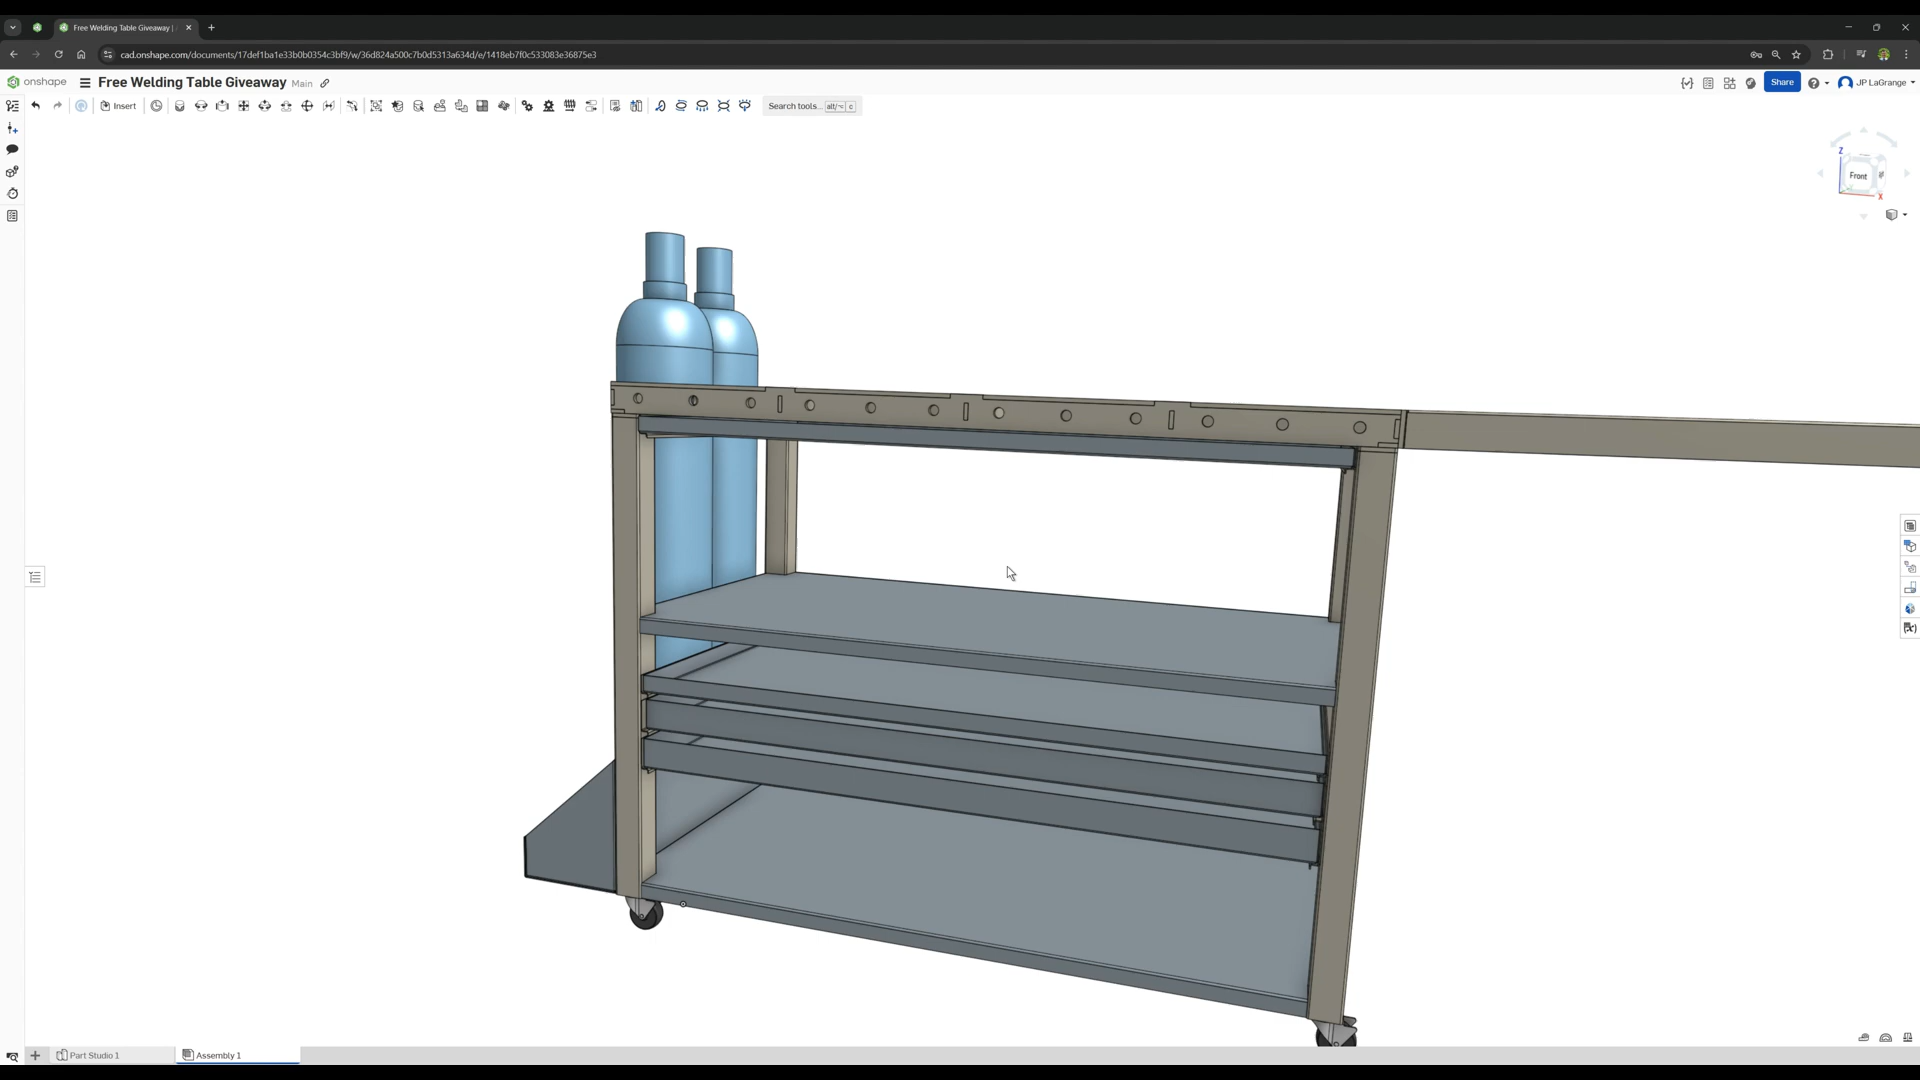 Free Welding Table Giveaway |
cad.onshape.com/documents/17def1ba1e33b0b0354c3bf9/w/36d824a500c7b0d5313a634d/e/1418eb7f0c533083e36875e3
onshape
Free Welding Table Giveaway Main
Share
JP LaGrange
Insert
Search tools... alt/⌥ c
Z
Front
X
Part Studio 1
Assembly 1